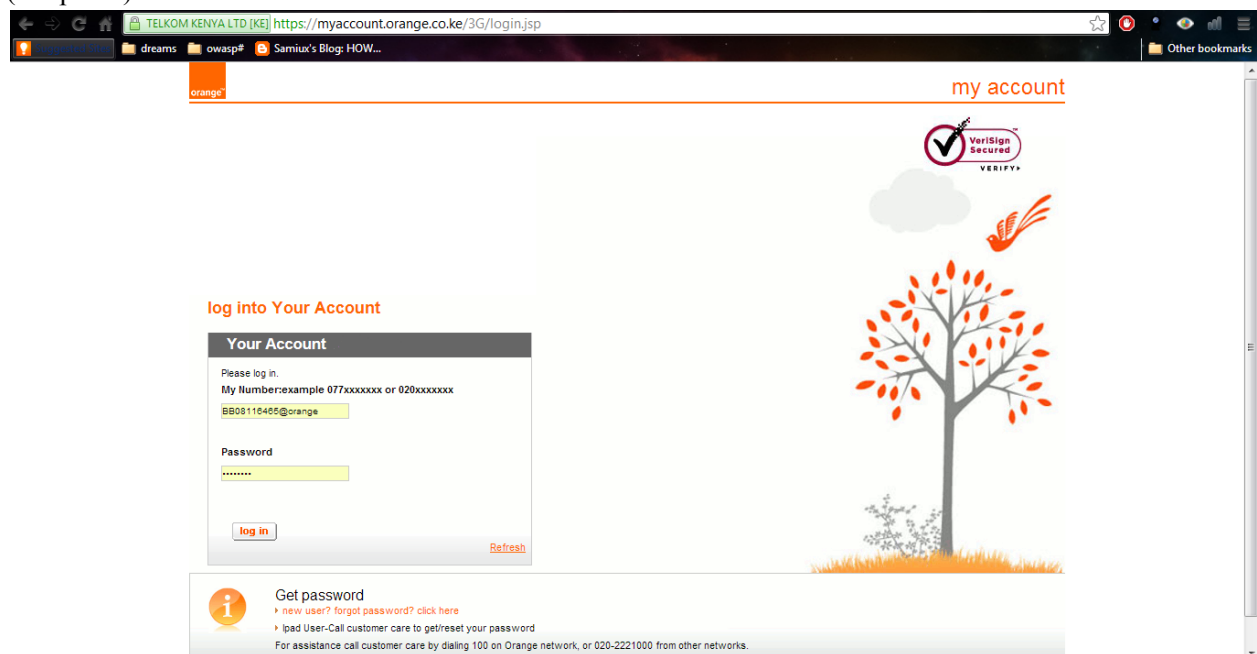 TELKOM KENYA LTD [KE] https://myaccount.orange.co.ke/3G/login.jsp
dreams owasp# Samiux's Blog: HOW... Other bookmarks
orange™ my account
VeriSign
Secured
VERIFY
log into Your Account
Your Account
Please log in.
My Number:example 077xxxxxxx or 020xxxxxxx
BB08116465@orange
Password
log in
Refresh
Get password
new user? forgot password? click here
Ipad User-Call customer care to get/reset your password
For assistance call customer care by dialing 100 on Orange network, or 020-2221000 from other networks.